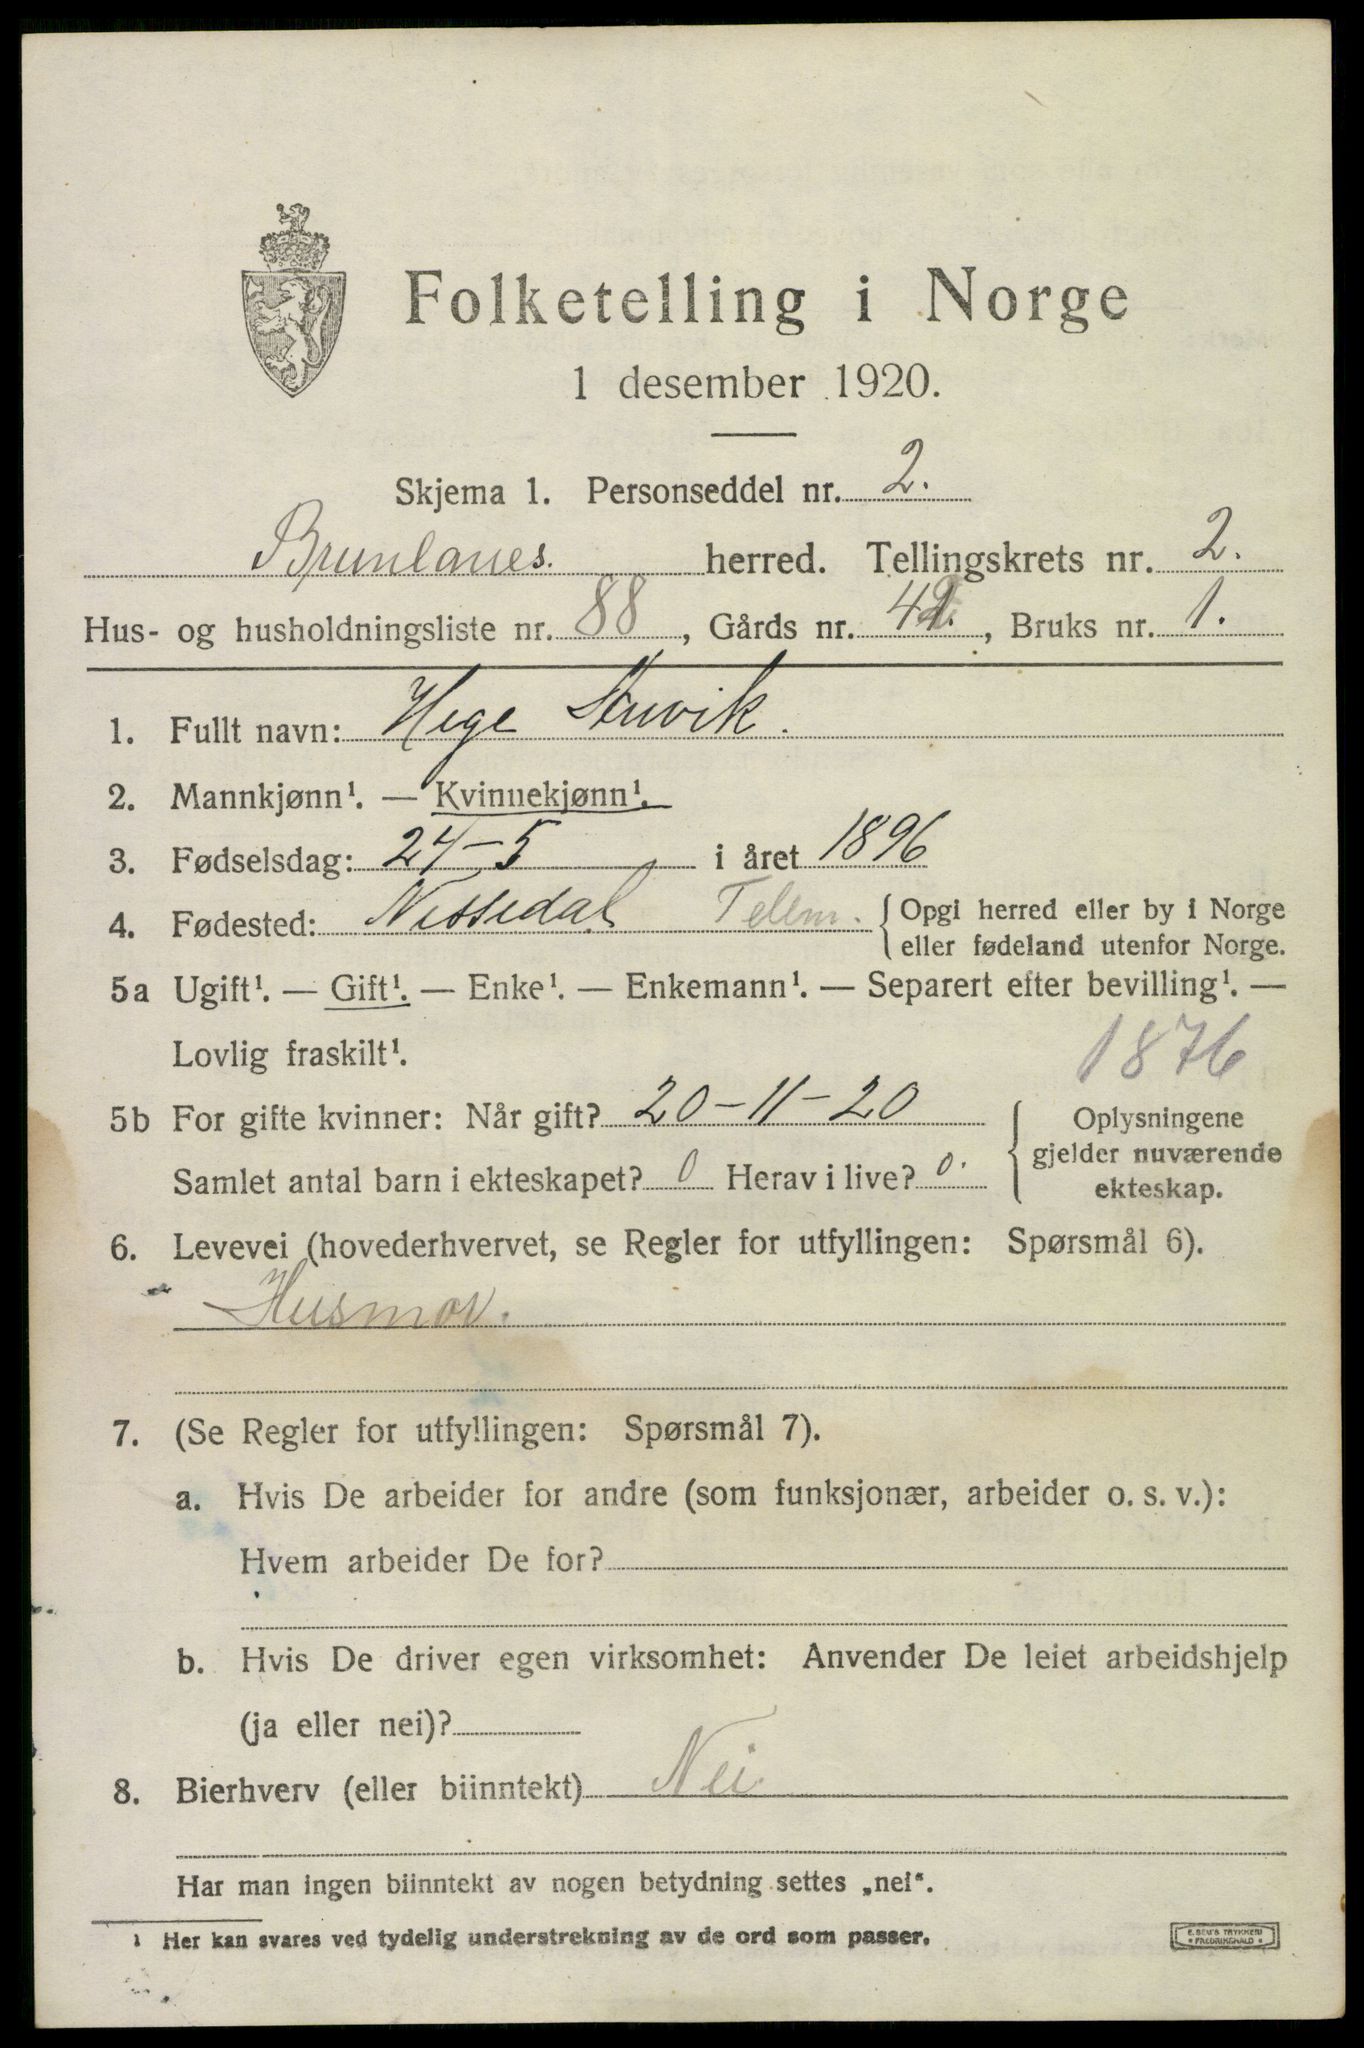 Folketelling i Norge
1 desember 1920.
Skjema 1. Personseddel nr. 2.
Brunlanes. herred. Tellingskrets nr. 2.
Hus- og husholdningsliste nr. 88, Gårds nr. 42., Bruks nr. 1.
1. Fullt navn: Hege Struvik.
2. Mannkjønn¹. — Kvinnekjønn¹.
3. Fødselsdag: 24-5 i året 1896
4. Fødested: Nissedal Telem. { Opgi herred eller by i Norge
eller fødeland utenfor Norge.
5a Ugift¹. — Gift¹. — Enke¹. — Enkemann¹. — Separert efter bevilling¹. —
Lovlig fraskilt¹.
1876
5b For gifte kvinner: Når gift? 20-11-20
Samlet antal barn i ekteskapet? 0 Herav i live? 0.
Oplysningene
gjelder nuværende
ekteskap.
6. Levevei (hovederhvervet, se Regler for utfyllingen: Spørsmål 6).
Husmor.
7. (Se Regler for utfyllingen: Spørsmål 7).
a. Hvis De arbeider for andre (som funksjonær, arbeider o. s. v.):
Hvem arbeider De for?
b. Hvis De driver egen virksomhet: Anvender De leiet arbeidshjelp
(ja eller nei)?
8. Bierhverv (eller biinntekt) Nei
Har man ingen biinntekt av nogen betydning settes „nei“.
1 Her kan svares ved tydelig understrekning av de ord som passer.
E. SEM'S TRYKKERI
• FREDRIKSHALD •